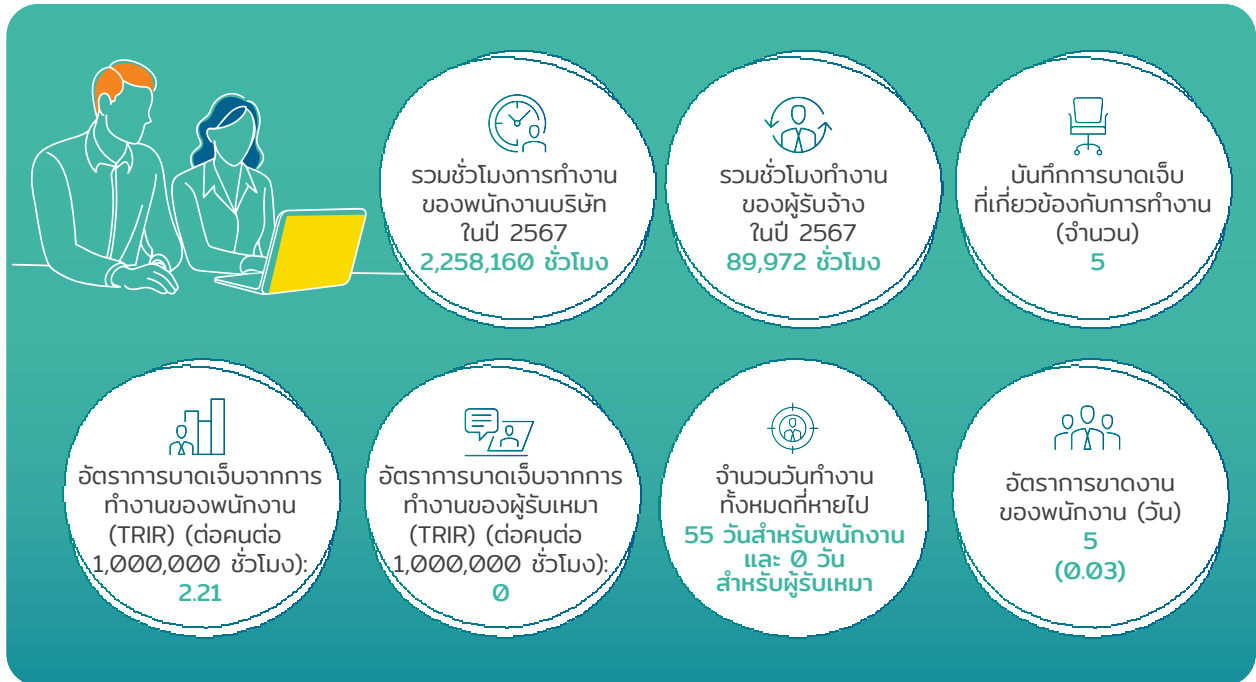 รวมชั่วโมงการทำงาน
ของพนักงานบริษัท
ในปี 2567
2,258,160 ชั่วโมง
รวมชั่วโมงทำงาน
ของผู้รับจ้าง
ในปี 2567
89,972 ชั่วโมง
บันทึกการบาดเจ็บ
ที่เกี่ยวข้องกับการทำงาน
(จำนวน)
5
อัตราการบาดเจ็บจากการ
ทำงานของพนักงาน
(TRIR) (ต่อคนต่อ
1,000,000 ชั่วโมง):
2.21
อัตราการบาดเจ็บจากการ
ทำงานของผู้รับเหมา
(TRIR) (ต่อคนต่อ
1,000,000 ชั่วโมง):
0
จำนวนวันทำงาน
ทั้งหมดที่หายไป
55 วันสำหรับพนักงาน
และ 0 วัน
สำหรับผู้รับเหมา
อัตราการขาดงาน
ของพนักงาน (วัน)
5
(0.03)